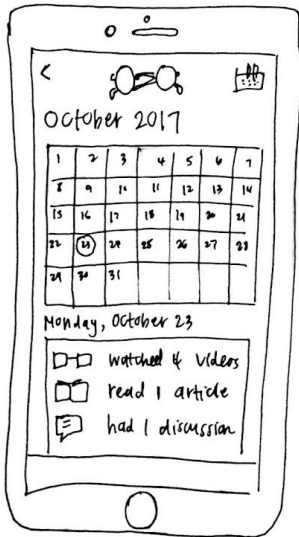 October 2017
1 2 3 4 5 6 7
8 9 10 11 12 13 14
15 16 17 18 19 20 21
22 23 24 25 26 27 28
29 30 31
Monday, October 23
watched 4 videos
read 1 article
had 1 discussion